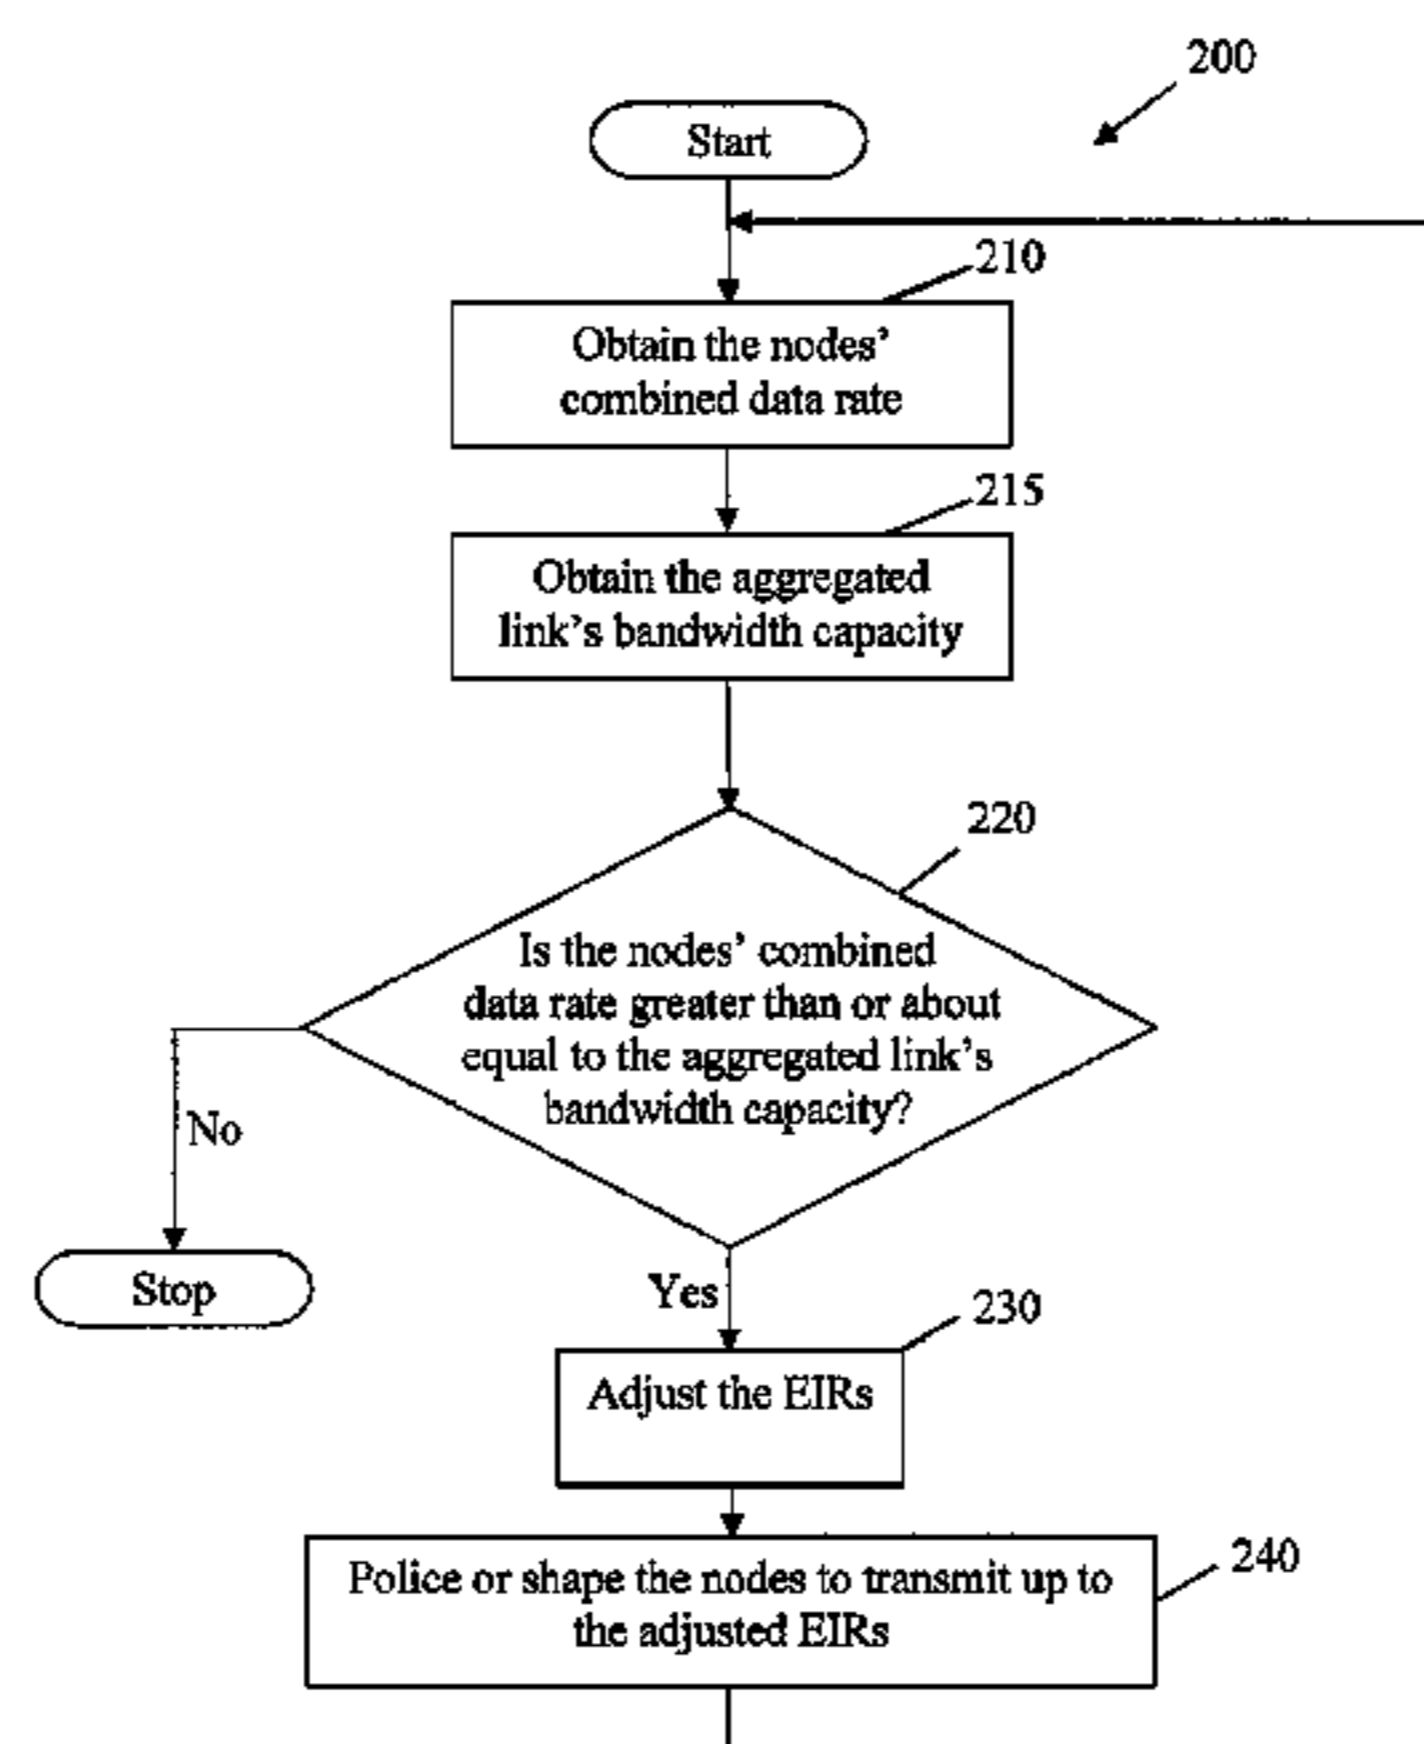 200
Start
210
Obtain the nodes’
combined data rate
215
Obtain the aggregated
link’s bandwidth capacity
220
Is the nodes’ combined
data rate greater than or about
equal to the aggregated link’s
bandwidth capacity?
No
Stop
Yes
230
Adjust the EIRs
240
Police or shape the nodes to transmit up to
the adjusted EIRs